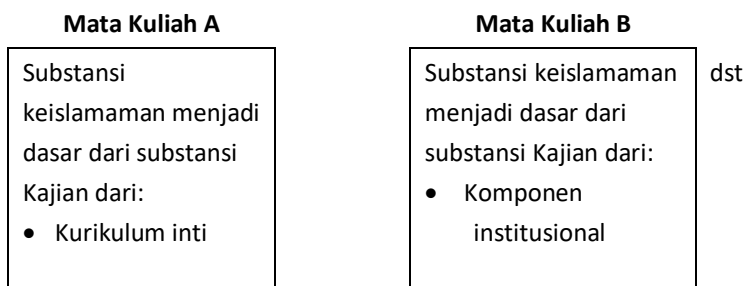 Mata Kuliah A
Substansi
keislamaman menjadi
dasar dari substansi
Kajian dari:
• Kurikulum inti
Mata Kuliah B
Substansi keislamaman
menjadi dasar dari
substansi Kajian dari:
• Komponen
institusional
dst